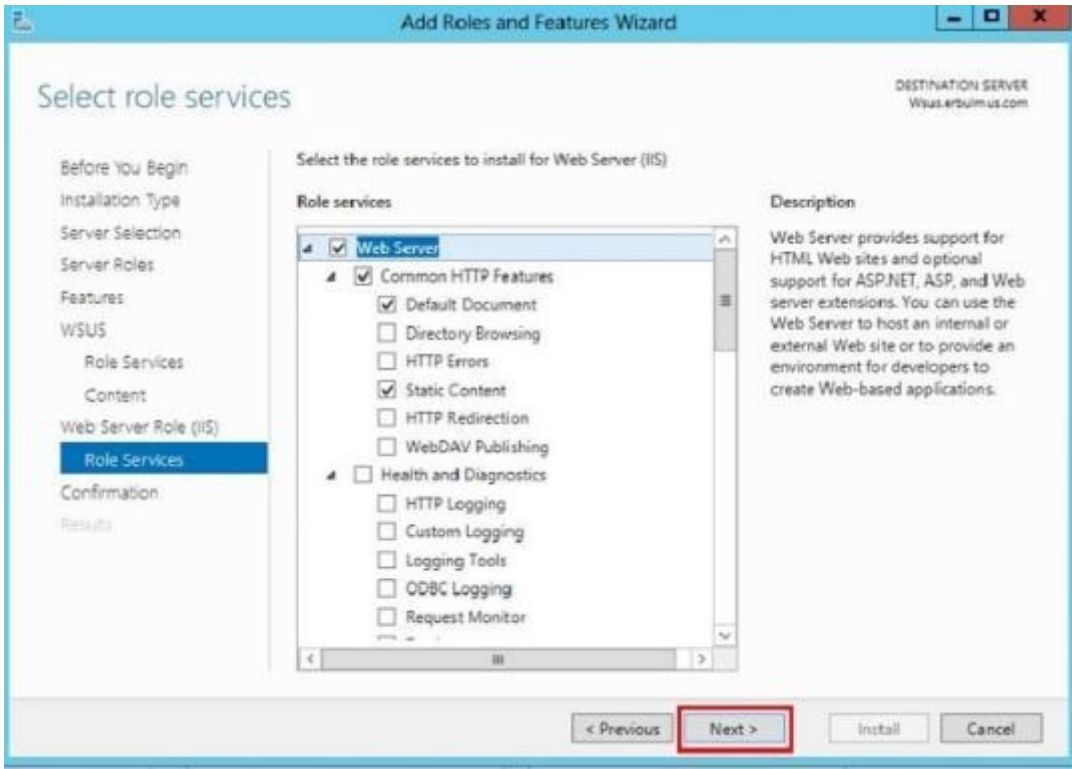 Add Roles and Features Wizard
Select role services
DESTINATION SERVER
Wsus.erbulmus.com
Before You Begin
Installation Type
Server Selection
Server Roles
Features
WSUS
Role Services
Content
Web Server Role (IIS)
Role Services
Confirmation
Results
Select the role services to install for Web Server (IIS)
Role services
Web Server
Common HTTP Features
Default Document
Directory Browsing
HTTP Errors
Static Content
HTTP Redirection
WebDAV Publishing
Health and Diagnostics
HTTP Logging
Custom Logging
Logging Tools
ODBC Logging
Request Monitor
Description
Web Server provides support for
HTML Web sites and optional
support for ASP.NET, ASP, and Web
server extensions. You can use the
Web Server to host an internal or
external Web site or to provide an
environment for developers to
create Web-based applications.
< Previous
Next >
Install
Cancel